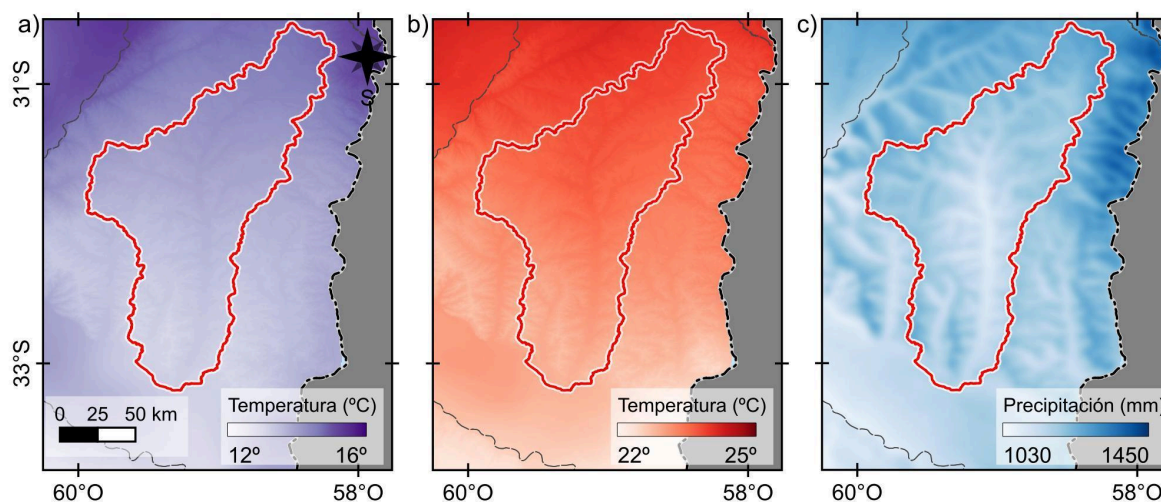 a)
b)
c)
31°S
33°S
S
0 25 50 km
Temperatura (ºC)
12º 16º
Temperatura (ºC)
22º 25º
Precipitación (mm)
1030 1450
60°O 58°O
60°O 58°O
60°O 58°O